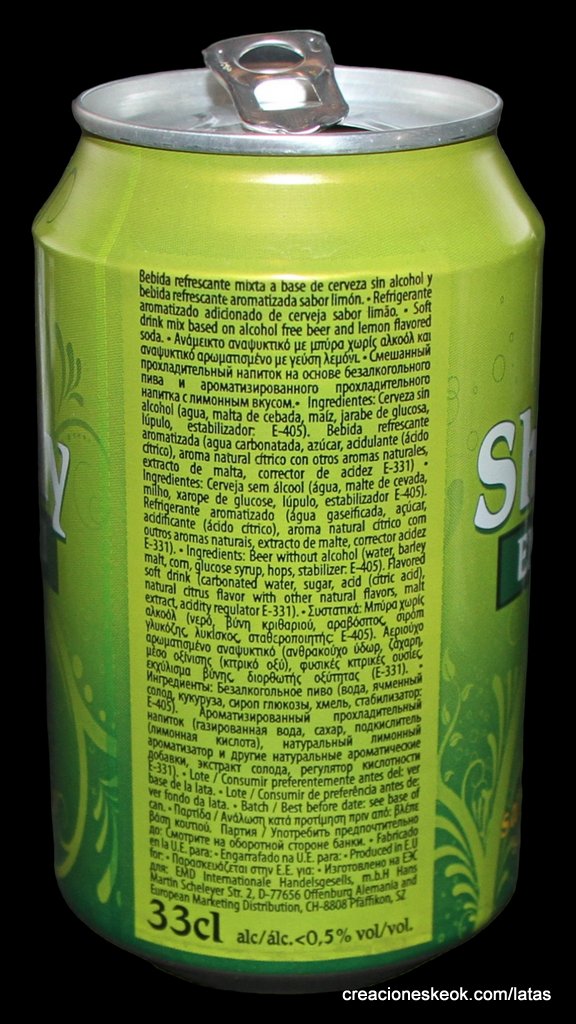 Bebida refrescante mixta a base de cerveza sin alcohol y
bebida refrescante aromatizada sabor limón. • Refrigerante
aromatizado adicionado de cerveja sabor limão. • Soft
drink mix based on alcohol free beer and lemon flavored
soda. • Ανάμεικτο αναψυκτικό με μπύρα χωρίς αλκοόλ και
αναψυκτικό αρωματισμένο με γεύση λεμόνι. • Смешанный
прохладительный напиток на основе безалкогольного
пива и ароматизированного прохладительного
напитка с лимонным вкусом.• Ingredientes: Cerveza sin
alcohol (agua, malta de cebada, maíz, jarabe de glucosa,
lúpulo, estabilizador: E-405). Bebida refrescante
aromatizada (agua carbonatada, azúcar, acidulante (ácido
cítrico), aroma natural cítrico con otros aromas naturales,
extracto de malta, corrector de acidez E-331) •
Ingredientes: Cerveja sem álcool (água, malte de cevada,
milho, xarope de glucose, lúpulo, estabilizador E-405).
Refrigerante aromatizado (água gaseificada, açúcar,
acidificante (ácido cítrico), aroma natural cítrico com
outros aromas naturais, extracto de malte, corrector acidez
E-331). • Ingredients: Beer without alcohol (water, barley
malt, corn, glucose syrup, hops, stabilizer: E-405). Flavored
soft drink (carbonated water, sugar, acid (citric acid),
natural citrus flavor with other natural flavors, malt
extract, acidity regulator E-331). • Συστατικά: Μπύρα χωρίς
αλκοόλ (νερό, βύνη κριθαριού, αραβόσιτος, σιρόπι
γλυκόζης, λυκίσκος, σταθεροποιητής E-405). Αεριούχο
αρωματισμένο αναψυκτικό (ανθρακούχο ύδωρ, ζάχαρη,
μέσο οξίνισης (κιτρικό οξύ), φυσικές κιτρικές ουσίες,
εκχύλισμα βύνης, διορθωτής οξύτητας (E-331). •
Ингредиенты: Безалкогольное пиво (вода, ячменный
солод, кукуруза, сироп глюкозы, хмель, стабилизатор:
E-405). Ароматизированный прохладительный
напиток (газированная вода, сахар, подкислитель
(лимонная кислота), натуральный лимонный
ароматизатор и другие натуральные ароматические
добавки, экстракт солода, регулятор кислотности
E-331). • Lote / Consumir preferentemente antes del: ver
base de la lata. • Lote / Consumir de preferência antes de:
ver fondo da lata. • Batch / Best before date: see base of
can. • Παρτίδα / Ανάλωση κατά προτίμηση πριν από: βλέπε
βάση κουτιού. Партия / Употребить предпочтительно
до: Смотрите на оборотной стороне банки. • Fabricado
en la U.E. para: • Engarrafado na U.E. para: • Produced in E.U
for: • Παρασκευάζεται στην Ε.Ε. για: • Изготовлено на ЕЭС
для: EMD Internationale Handelsgesells, m.b.H Hans
Martin Scheleyer Str. 2, D-77656 Offenburg Alemania and
European Marketing Distribution, CH-8808 Pfaffikon, SZ
33cl alc/álc.<0,5% vol/vol.
Sh
y
E
creacioneskeok.com/latas